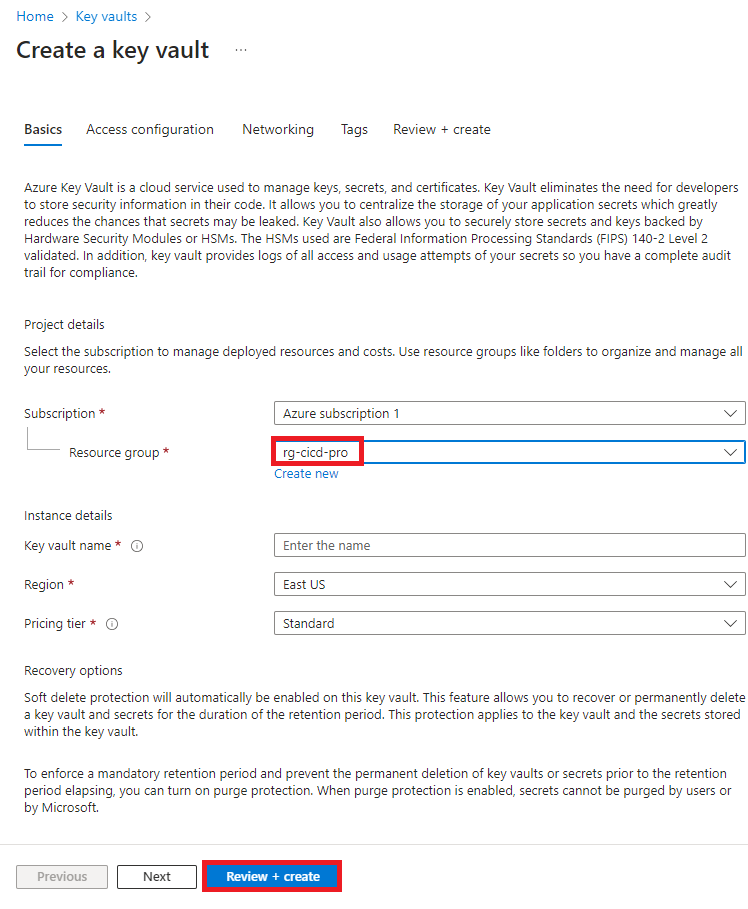 Home > Key vaults >
Create a key vault ...
Basics Access configuration Networking Tags Review + create
Azure Key Vault is a cloud service used to manage keys, secrets, and certificates. Key Vault eliminates the need for developers
to store security information in their code. It allows you to centralize the storage of your application secrets which greatly
reduces the chances that secrets may be leaked. Key Vault also allows you to securely store secrets and keys backed by
Hardware Security Modules or HSMs. The HSMs used are Federal Information Processing Standards (FIPS) 140-2 Level 2
validated. In addition, key vault provides logs of all access and usage attempts of your secrets so you have a complete audit
trail for compliance.
Project details
Select the subscription to manage deployed resources and costs. Use resource groups like folders to organize and manage all
your resources.
Subscription * Azure subscription 1
Resource group * rg-cicd-pro
Create new
Instance details
Key vault name * Enter the name
Region * East US
Pricing tier * Standard
Recovery options
Soft delete protection will automatically be enabled on this key vault. This feature allows you to recover or permanently delete
a key vault and secrets for the duration of the retention period. This protection applies to the key vault and the secrets stored
within the key vault.
To enforce a mandatory retention period and prevent the permanent deletion of key vaults or secrets prior to the retention
period elapsing, you can turn on purge protection. When purge protection is enabled, secrets cannot be purged by users or
by Microsoft.
Previous Next Review + create